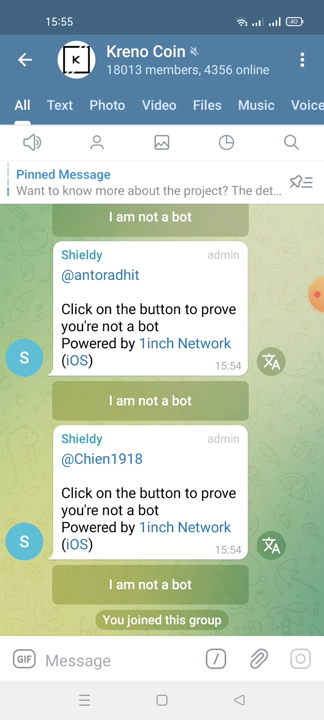 15:55
40
Kreno Coin
18013 members, 4356 online
K
All Text Photo Video Files Music Voice
Pinned Message
Want to know more about the project? The det...
I am not a bot
Shieldy admin
@antoradhit
Click on the button to prove
you're not a bot
Powered by 1inch Network
(iOS)
15:54
S
I am not a bot
Shieldy admin
@Chien1918
Click on the button to prove
you're not a bot
Powered by 1inch Network
(iOS)
15:54
S
I am not a bot
You joined this group
GIF Message /